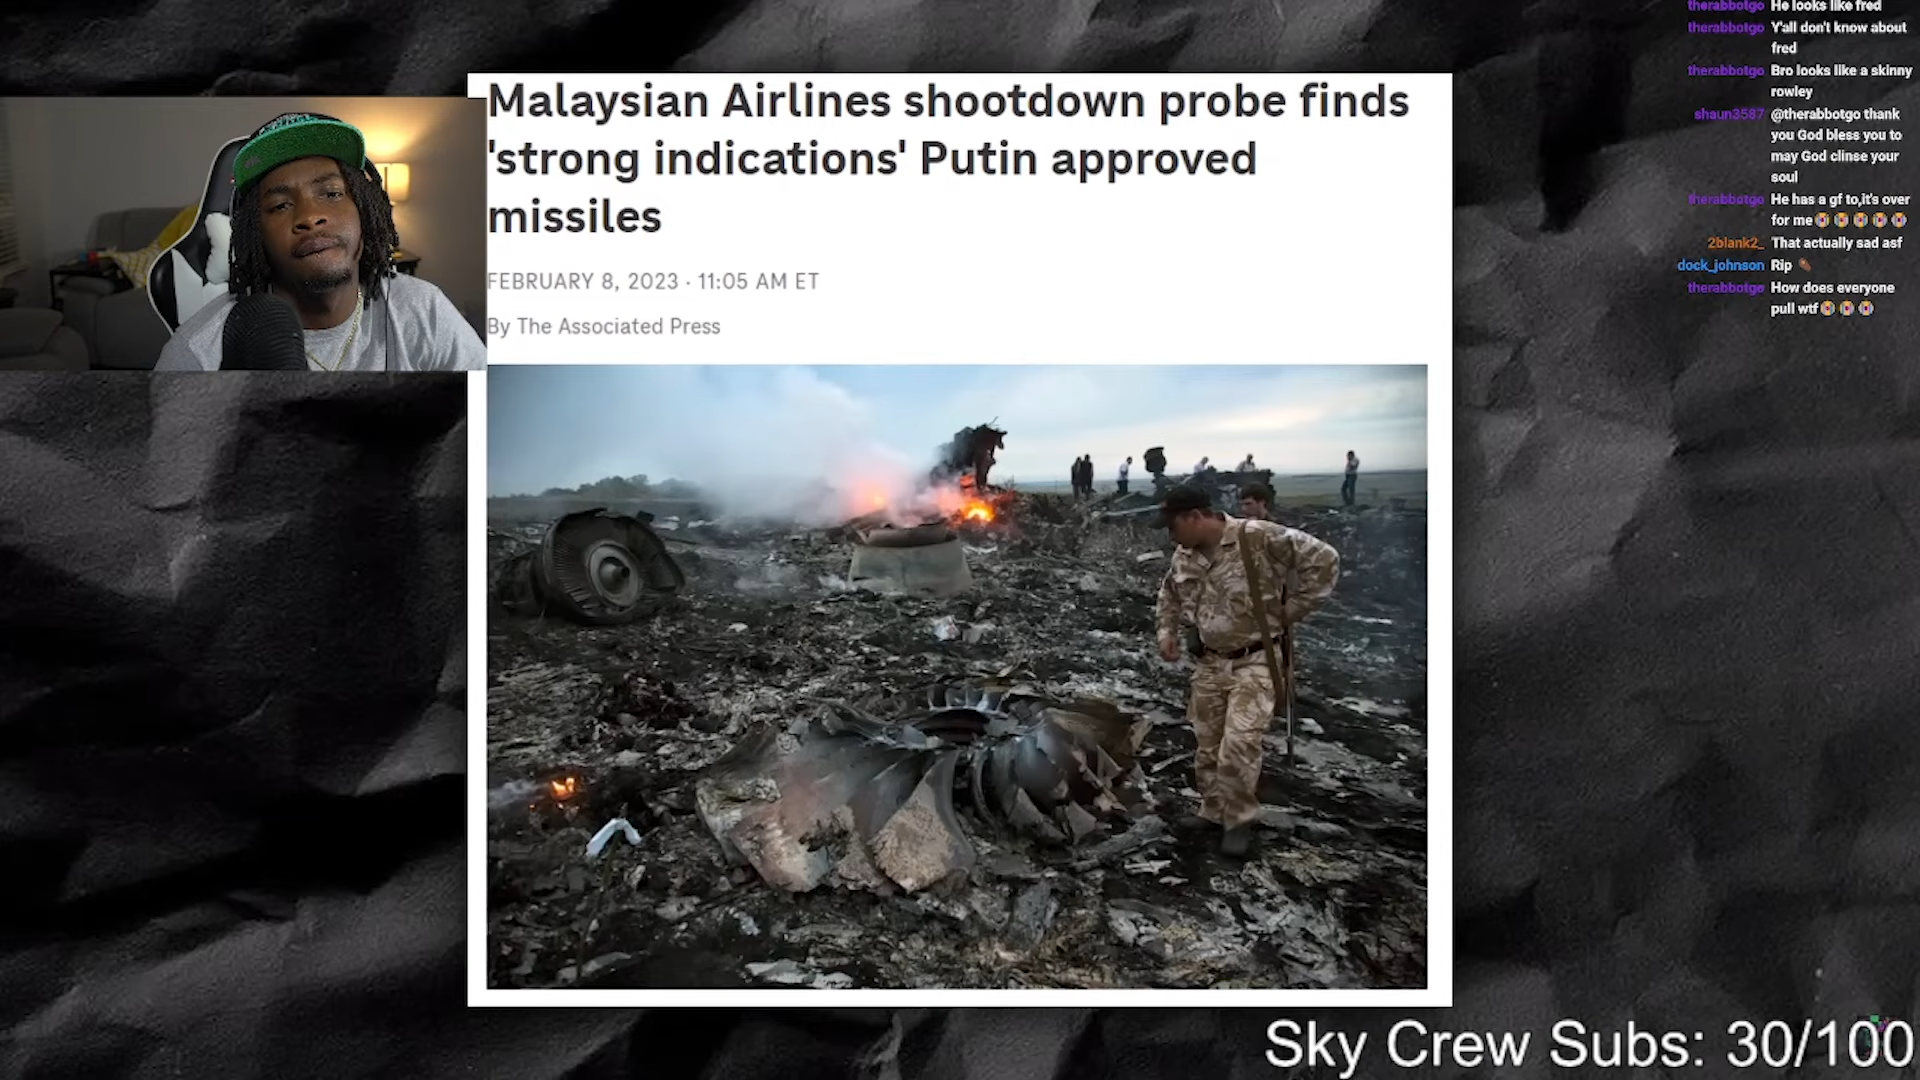 Malaysian Airlines shootdown probe finds
'strong indications' Putin approved
missiles
FEBRUARY 8, 2023 · 11:05 AM ET
By The Associated Press
therabbotgo He looks like fred
therabbotgo Y'all don't know about
fred
therabbotgo Bro looks like a skinny
rowley
shaun3587 @therabbotgo thank
you God bless you to
may God clinse your
soul
therabbotgo He has a gf to,it's over
for me
2blank2_ That actually sad asf
dock_johnson Rip
therabbotgo How does everyone
pull wtf
Sky Crew Subs: 30/100